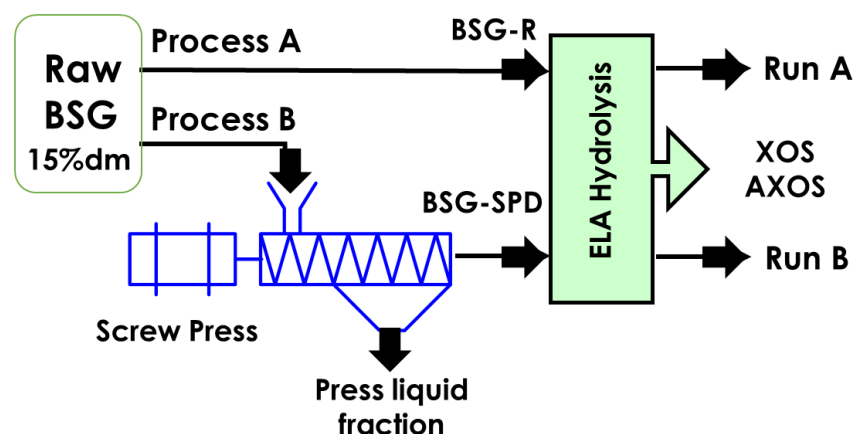 Raw
BSG
15%dm
Process A
Process B
BSG-R
BSG-SPD
ELA Hydrolysis
Run A
XOS
AXOS
Run B
Screw Press
Press liquid
fraction